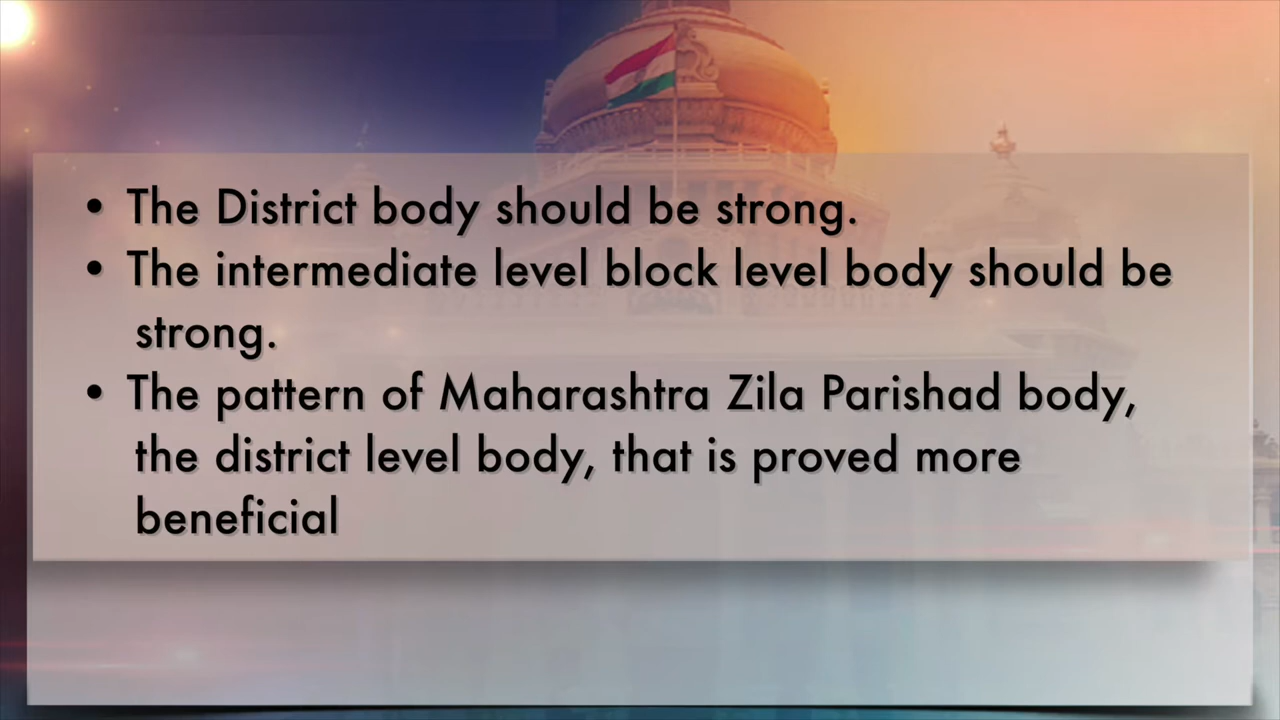 • The District body should be strong.
• The intermediate level block level body should be
strong.
• The pattern of Maharashtra Zila Parishad body,
the district level body, that is proved more
beneficial